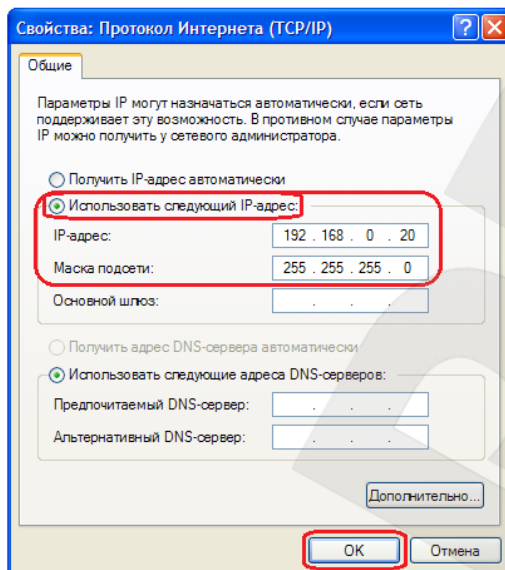 Свойства: Протокол Интернета (TCP/IP)
Общие
Параметры IP могут назначаться автоматически, если сеть
поддерживает эту возможность. В противном случае параметры
IP можно получить у сетевого администратора.
Получить IP-адрес автоматически
Использовать следующий IP-адрес:
IP-адрес: 192 . 168 . 0 . 20
Маска подсети: 255 . 255 . 255 . 0
Основной шлюз: . . .
Получить адрес DNS-сервера автоматически
Использовать следующие адреса DNS-серверов:
Предпочитаемый DNS-сервер: . . .
Альтернативный DNS-сервер: . . .
Дополнительно...
OK Отмена